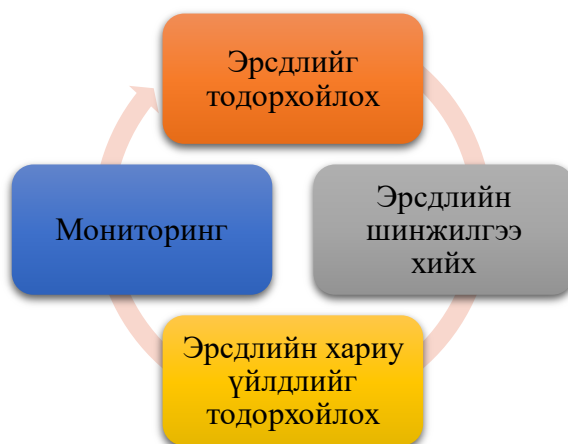 Эрсдлийг
тодорхойлох
Эрсдлийн
шинжилгээ
хийх
Эрсдлийн хариу
үйлдлийг
тодорхойлох
Мониторинг